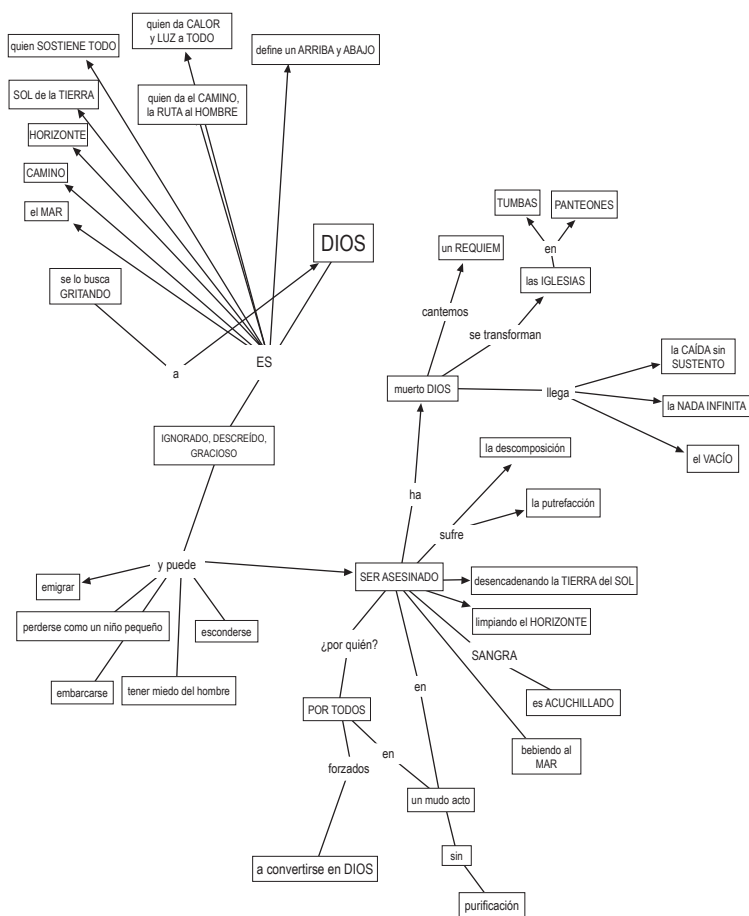 quien da CALOR
y LUZ a TODO
quien SOSTIENE TODO
define un ARRIBA y ABAJO
SOL de la TIERRA
quien da el CAMINO,
la RUTA al HOMBRE
HORIZONTE
CAMINO
el MAR
DIOS
se lo busca
GRITANDO
a
ES
IGNORADO, DESCREÍDO,
GRACIOSO
TUMBAS
PANTEONES
un REQUIEM
en
las IGLESIAS
cantemos
se transforman
muerto DIOS
llega
la CAÍDA sin
SUSTENTO
la NADA INFINITA
el VACÍO
ha
la descomposición
la putrefacción
sufre
y puede
emigrar
perderse como un niño pequeño
esconderse
embarcarse
tener miedo del hombre
SER ASESINADO
desencadenando la TIERRA del SOL
limpiando el HORIZONTE
¿por quién?
SANGRA
en
es ACUCHILLADO
POR TODOS
bebiendo al
MAR
forzados
en
un mudo acto
a convertirse en DIOS
sin
purificación